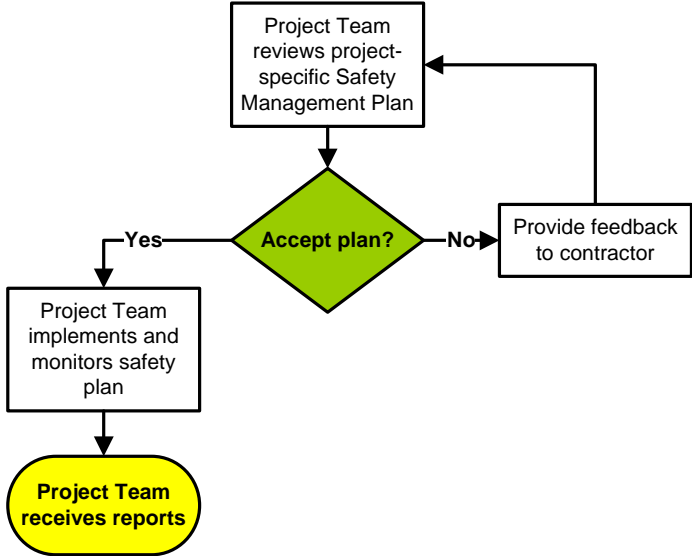 Project Team
reviews project-
specific Safety
Management Plan
Accept plan?
Yes
No
Provide feedback
to contractor
Project Team
implements and
monitors safety
plan
Project Team
receives reports